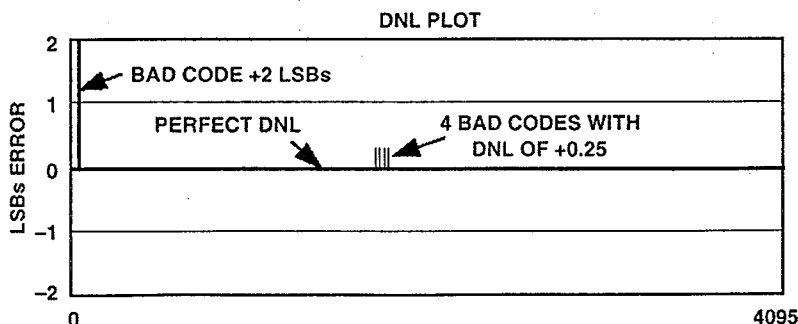 DNL PLOT
2
BAD CODE +2 LSBs
1
PERFECT DNL
4 BAD CODES WITH
DNL OF +0.25
LSBs ERROR
0
–1
–2
0
4095